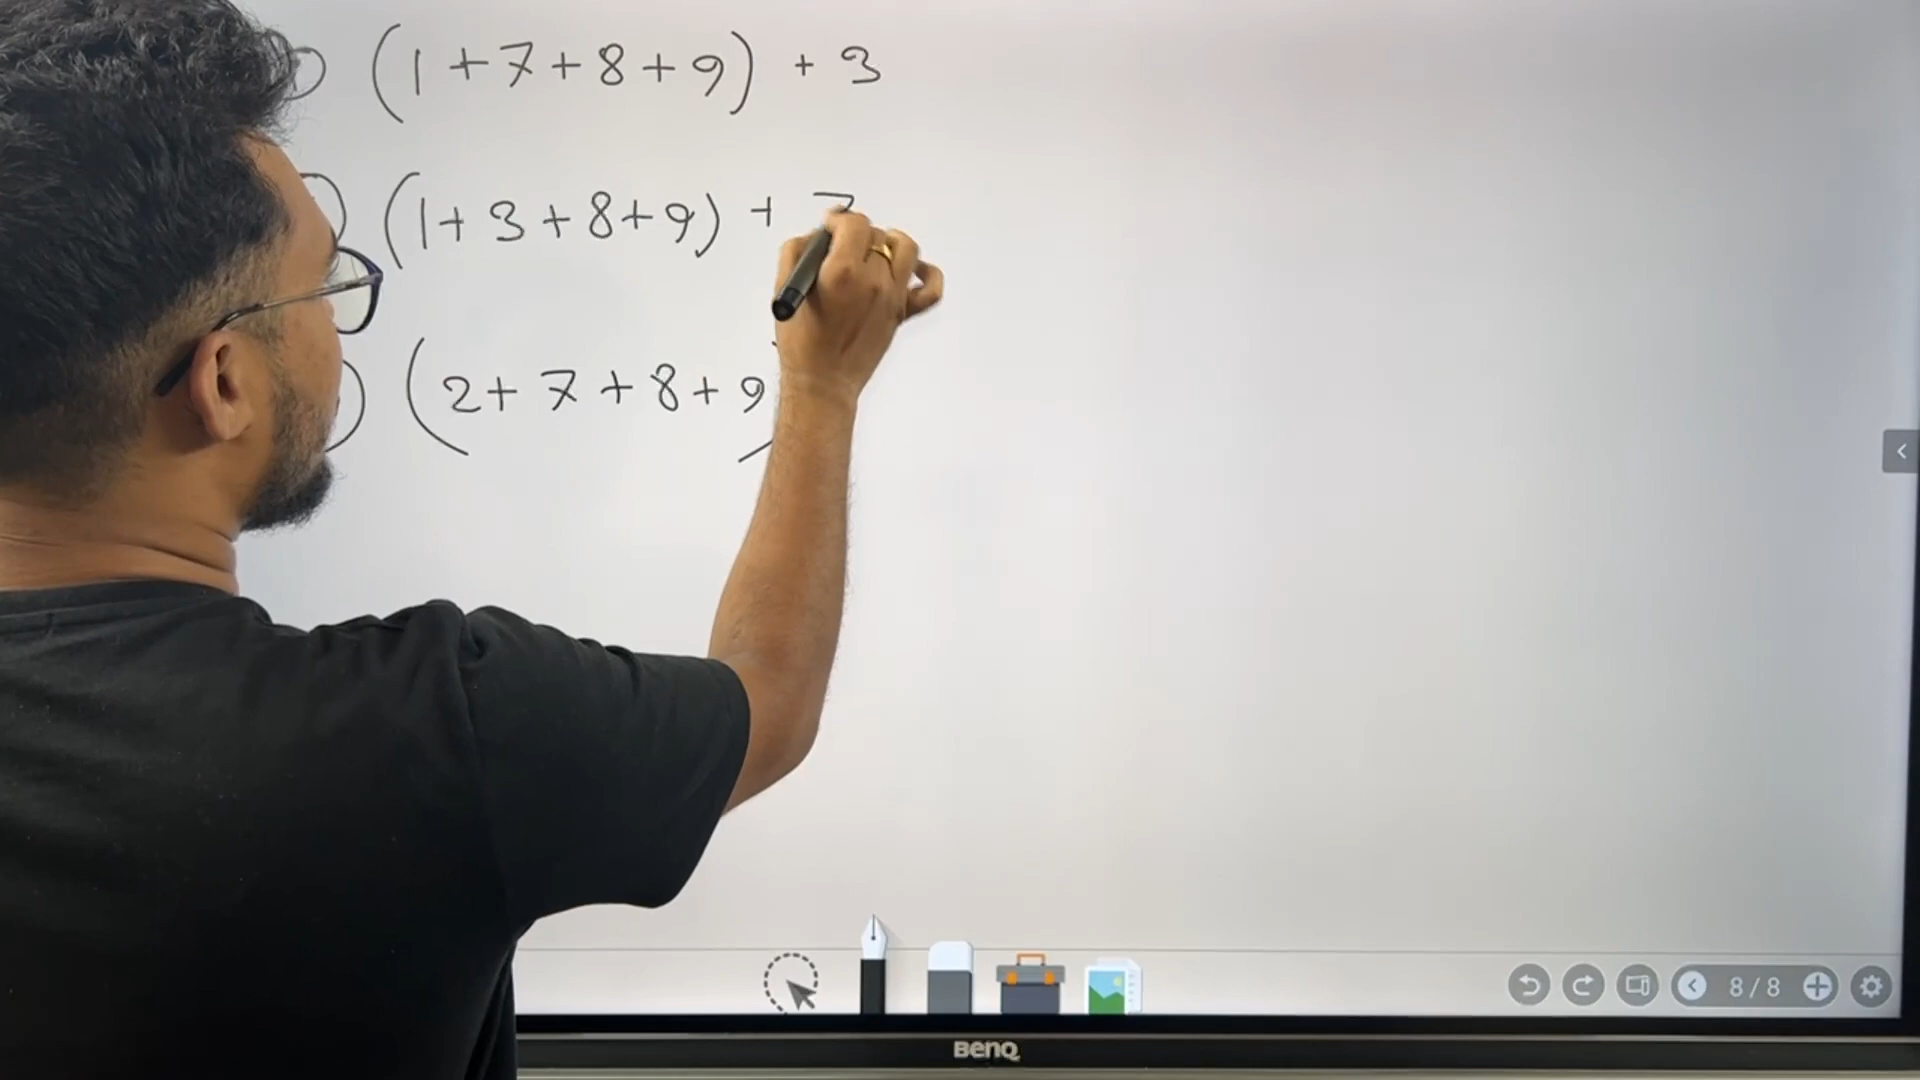 (1+7+8+9) + 3
(1+3+8+9) + 7
(2+7+8+9)
8/8
BenQ